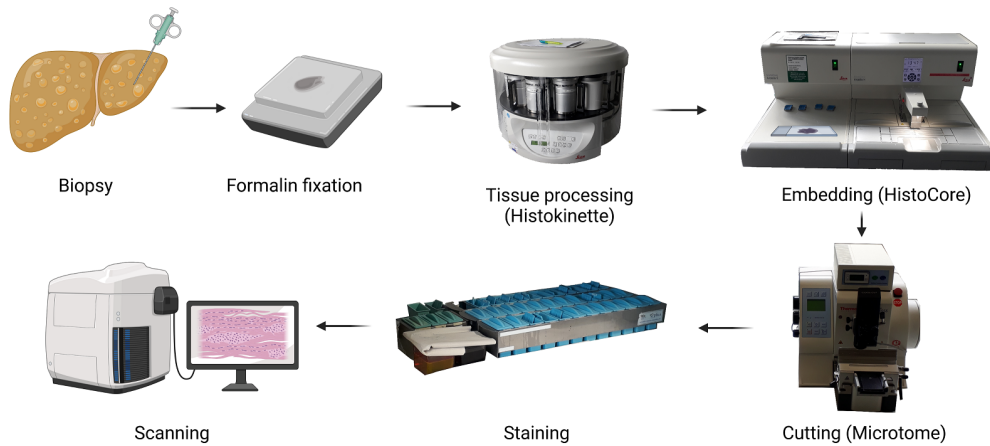 Biopsy
Formalin fixation
Tissue processing
(Histokinette)
Embedding (HistoCore)
Cutting (Microtome)
Staining
Scanning